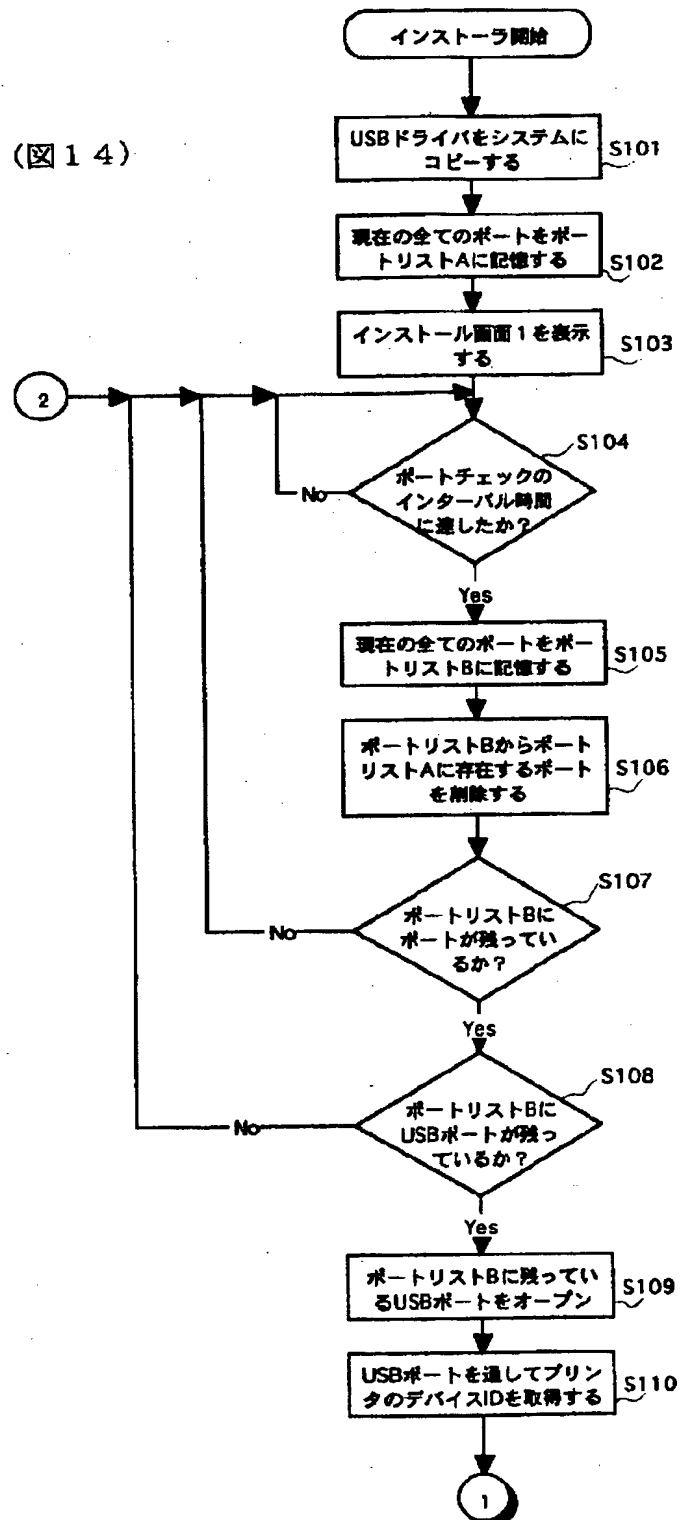 インストーラ開始
(図14)
USBドライバをシステムに
コピーする
S101
現在の全てのポートをポー
トリストAに記憶する
S102
インストール画面1を表示
する
S103
2
S104
ポートチェックの
インターバル時間
に達したか?
No
Yes
現在の全てのポートをポー
トリストBに記憶する
S105
ポートリストBからポート
リストAに存在するポート
を削除する
S106
S107
ポートリストBに
ポートが残ってい
るか?
No
Yes
S108
ポートリストBに
USBポートが残っ
ているか?
No
Yes
ポートリストBに残ってい
るUSBポートをオープン
S109
USBポートを通してプリン
タのデバイスIDを取得する
S110
1